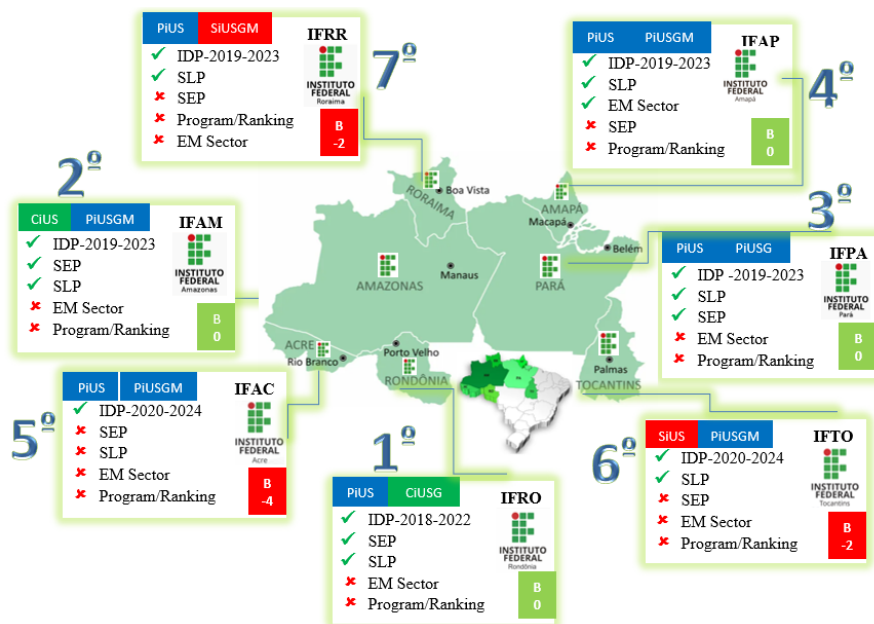 PiUS SiUSGM
IFRR
IDP-2019-2023
SLP
SEP
Program/Ranking
EM Sector
INSTITUTO
FEDERAL
Roraima
B
-2
7º
PiUS PiUSGM
IFAP
IDP-2019-2023
SLP
EM Sector
SEP
Program/Ranking
INSTITUTO
FEDERAL
Amapá
B
0
4º
2º
CiUS PiUSGM
IFAM
IDP-2019-2023
SEP
SLP
EM Sector
Program/Ranking
INSTITUTO
FEDERAL
Amazonas
B
0
3º
PiUS PiUSG
IFPA
IDP -2019-2023
SLP
SEP
EM Sector
Program/Ranking
INSTITUTO
FEDERAL
Pará
B
0
RORAIMA
Boa Vista
AMAPÁ
Macapá
Belém
AMAZONAS
Manaus
PARÁ
ACRE
Rio Branco
Porto Velho
RONDÔNIA
Palmas
TOCANTINS
5º
PiUS PiUSGM
IFAC
IDP-2020-2024
SEP
SLP
EM Sector
Program/Ranking
INSTITUTO
FEDERAL
Acre
B
-4
1º
PiUS CiUSG
IFRO
IDP-2018-2022
SEP
SLP
EM Sector
Program/Ranking
INSTITUTO
FEDERAL
Rondônia
B
0
6º
SiUS PiUSGM
IFTO
IDP-2020-2024
SLP
SEP
EM Sector
Program/Ranking
INSTITUTO
FEDERAL
Tocantins
B
-2